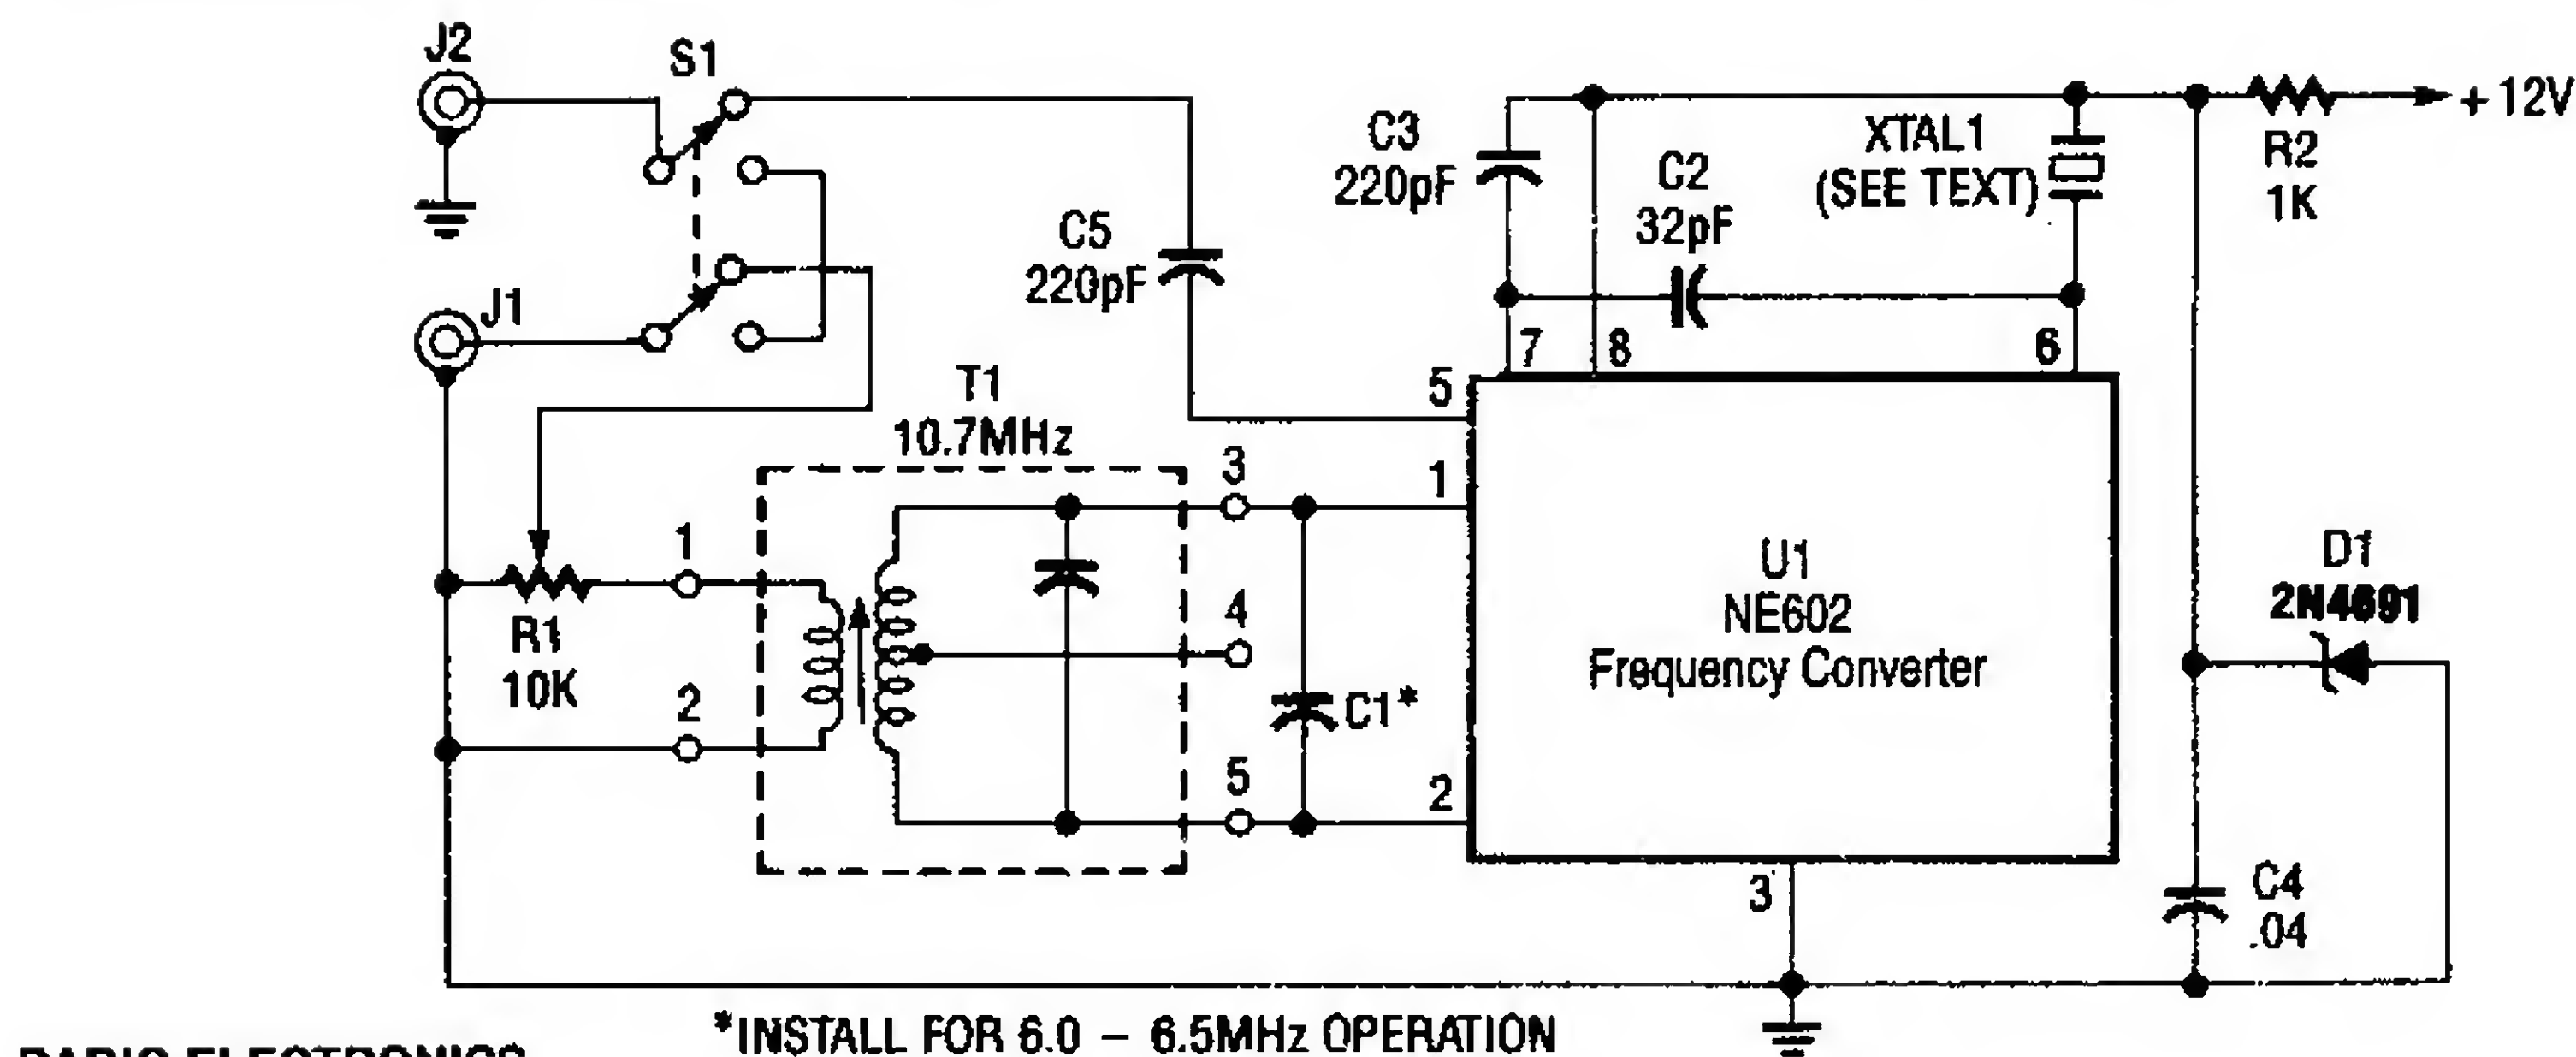 J2
S1
+12V
C3
220pF
XTAL1
(SEE TEXT)
R2
1K
C2
32pF
C5
220pF
J1
7
8
6
T1
10.7MHz
5
3
1
1
U1
NE602
Frequency Converter
D1
2N4691
R1
10K
4
2
C1*
5
2
3
C4
.04
*INSTALL FOR 6.0 – 6.5MHz OPERATION
RADIO ELECTRONICS